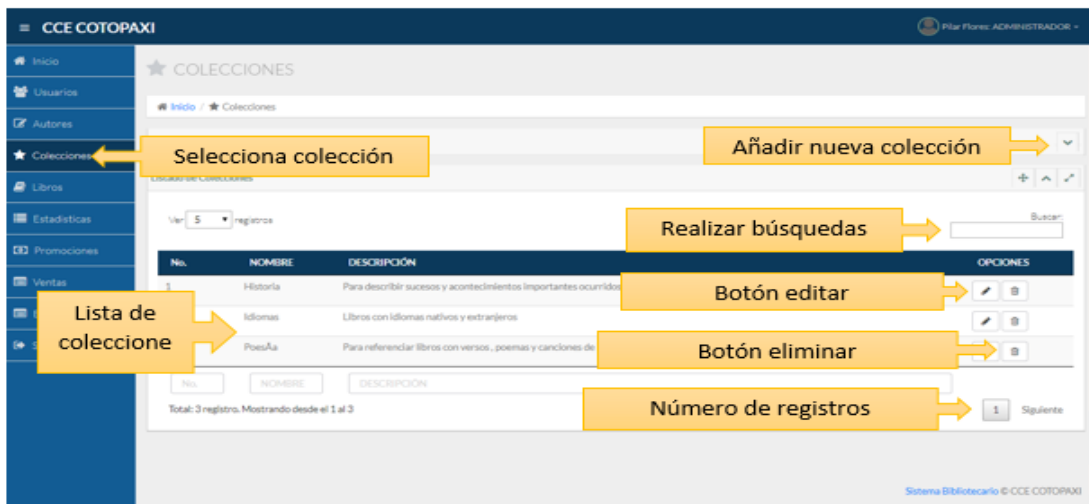 ≡ CCE COTOPAXI
Pilar Flores: ADMINISTRADOR
Inicio
Usuarios
Autores
Colecciones
Libros
Estadísticas
Promociones
Ventas
COLECCIONES
Inicio / Colecciones
Añadir nueva colección
Selecciona colección
Listado de Colecciones
Ver 5 registros
Buscar:
Realizar búsquedas
No. NOMBRE DESCRIPCIÓN OPCIONES
1 Historia Para describir sucesos y acontecimientos importantes ocurridos
Botón editar
Lista de
coleccione
Idiomas Libros con idiomas nativos y extranjeros
PoesÃa Para referenciar libros con versos , poemas y canciones de
Botón eliminar
No. NOMBRE DESCRIPCIÓN
Total: 3 registro. Mostrando desde el 1 al 3
Número de registros
1 Siguiente
Sistema Bibliotecario © CCE COTOPAXI